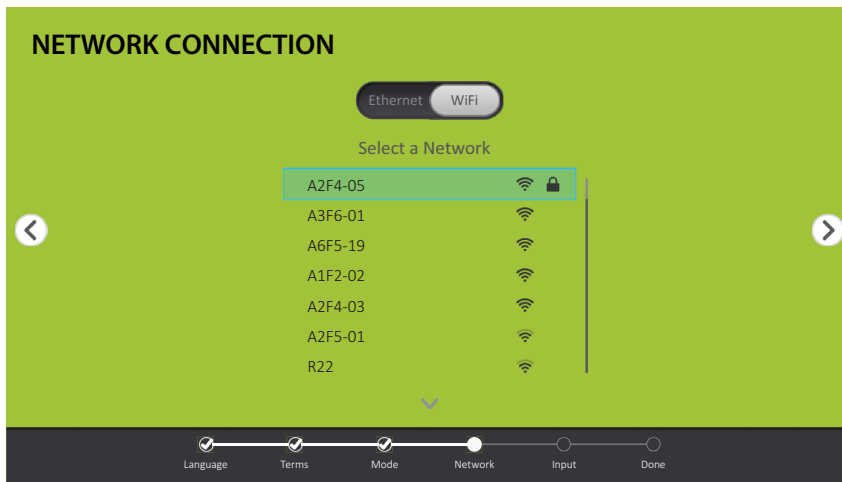 NETWORK CONNECTION
Ethernet WiFi
Select a Network
A2F4-05
A3F6-01
A6F5-19
A1F2-02
A2F4-03
A2F5-01
R22
Language Terms Mode Network Input Done